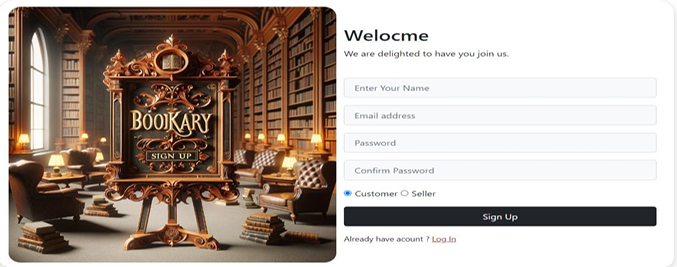 BOOKARY
SIGN UP
Welocme
We are delighted to have you join us.
Enter Your Name
Email address
Password
Confirm Password
Customer Seller
Sign Up
Already have acount ? Log In